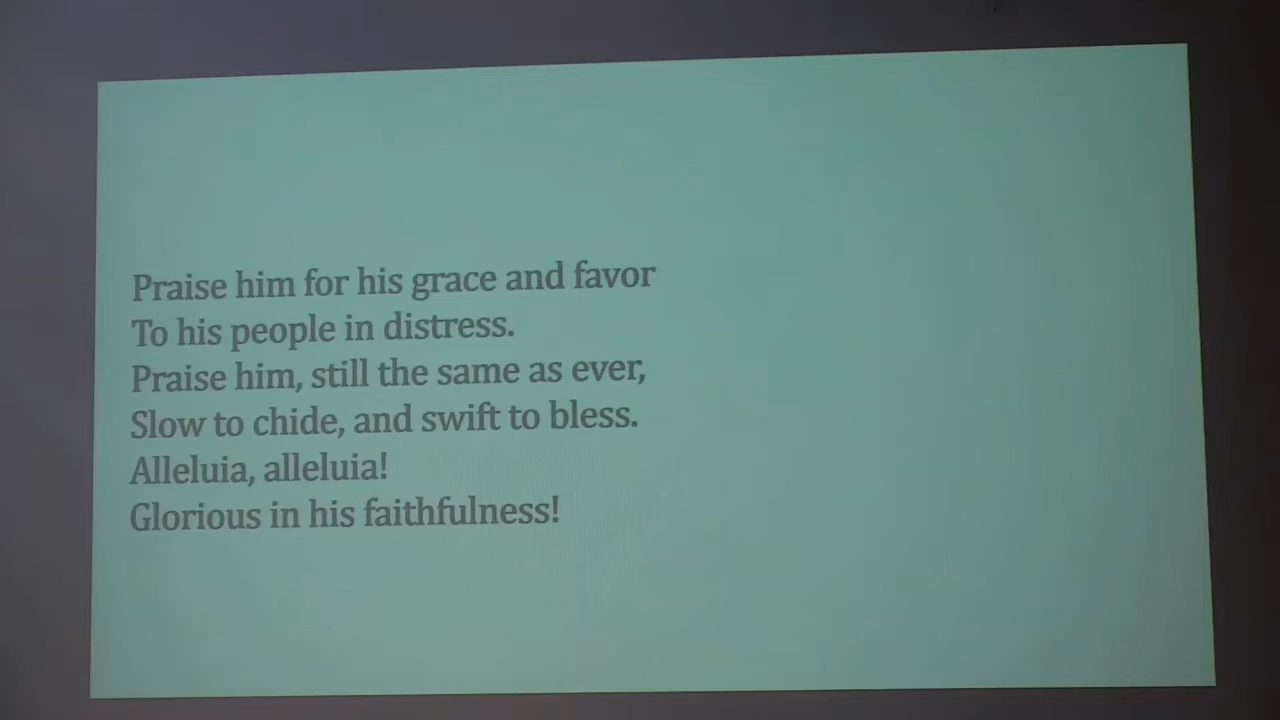 Praise him for his grace and favor
To his people in distress.
Praise him, still the same as ever,
Slow to chide, and swift to bless.
Alleluia, alleluia!
Glorious in his faithfulness!